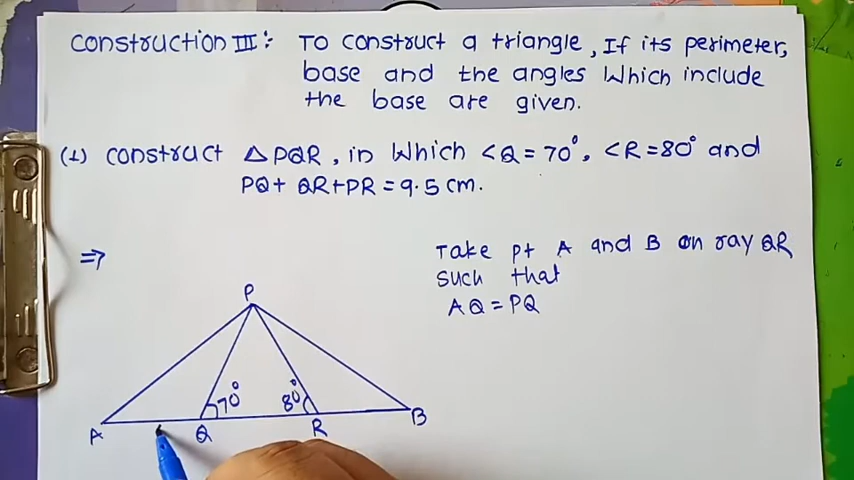 Construction III:- To construct a triangle, If its perimeter,
base and the angles Which include
the base are given.
(1) Construct △PQR, in Which <Q = 70°, <R = 80° and
PQ + QR + PR = 9.5 cm.
⇒
Take pt A and B on ray QR
such that
AQ = PQ
P
70°
80°
A
Q
R
B